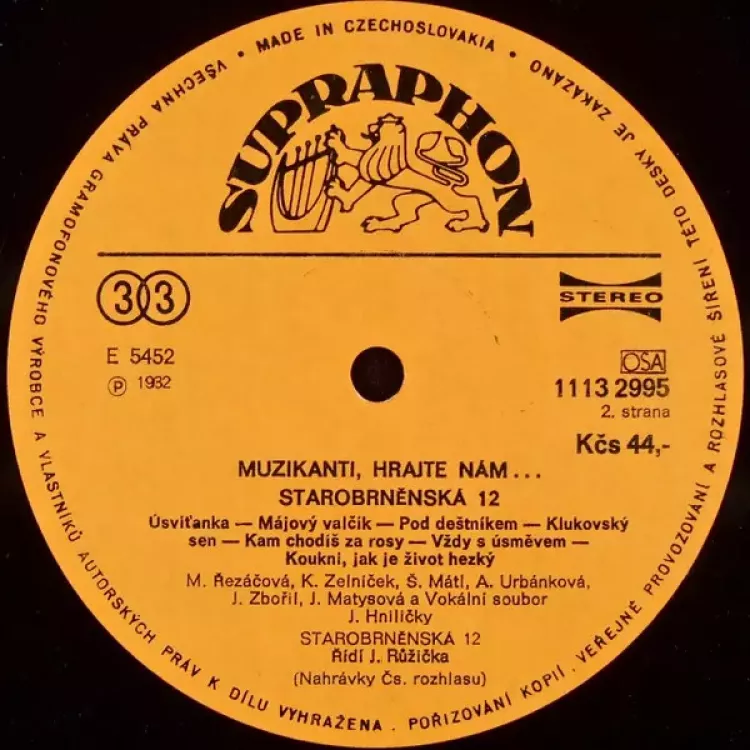 VŠECHNA PRÁVA GRAMOFONOVÉHO VÝROBCE A VLASTNÍKŮ AUTORSKÝCH PRÁV K DÍLU VYHRAŽENA . POŘIZOVÁNÍ KOPIÍ . VEŘEJNÉ PROVOZOVÁNÍ A ROZHLASOVÉ ŠÍŘENÍ TÉTO DESKY JE ZAKÁZÁNO • MADE IN CZECHOSLOVAKIA •
SUPRAPHON
33
STEREO
E 5452
OSA
Ⓟ 1932
1113 2995
2. strana
Kčs 44,-
MUZIKANTI, HRAJTE NÁM...
STAROBRNĚNSKÁ 12
Úsviťanka — Májový valčík — Pod deštníkem — Klukovský
sen — Kam chodíš za rosy — Vždy s úsměvem —
Koukni, jak je život hezký
M. Řezáčová, K. Zelníček, Š. Mátl, A. Urbánková,
J. Zbořil, J. Matysová a Vokální soubor
J. Hniličky
STAROBRNĚNSKÁ 12
Řídí J. Růžička
(Nahrávky Čs. rozhlasu)